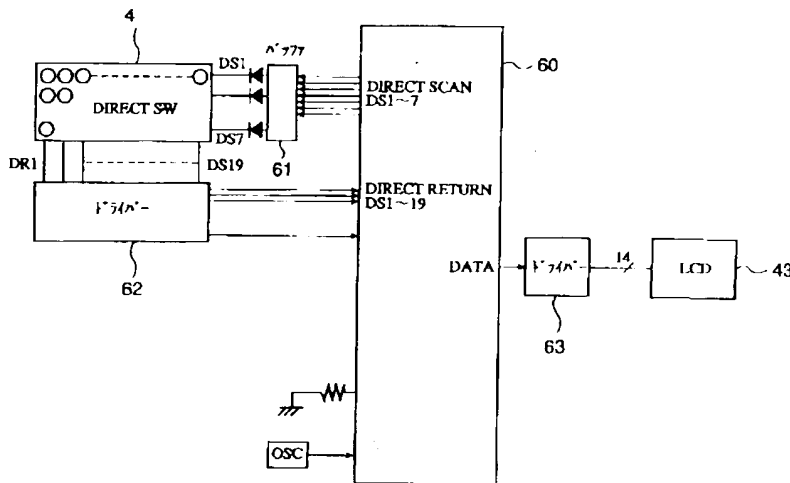 4
DS1
バッファ
60
DIRECT SW
DIRECT SCAN
DS1~7
DS7
61
DR1
DS19
DIRECT RETURN
DS1~19
ドライバー
62
DATA
ドライバー
14
LCD
43
63
OSC